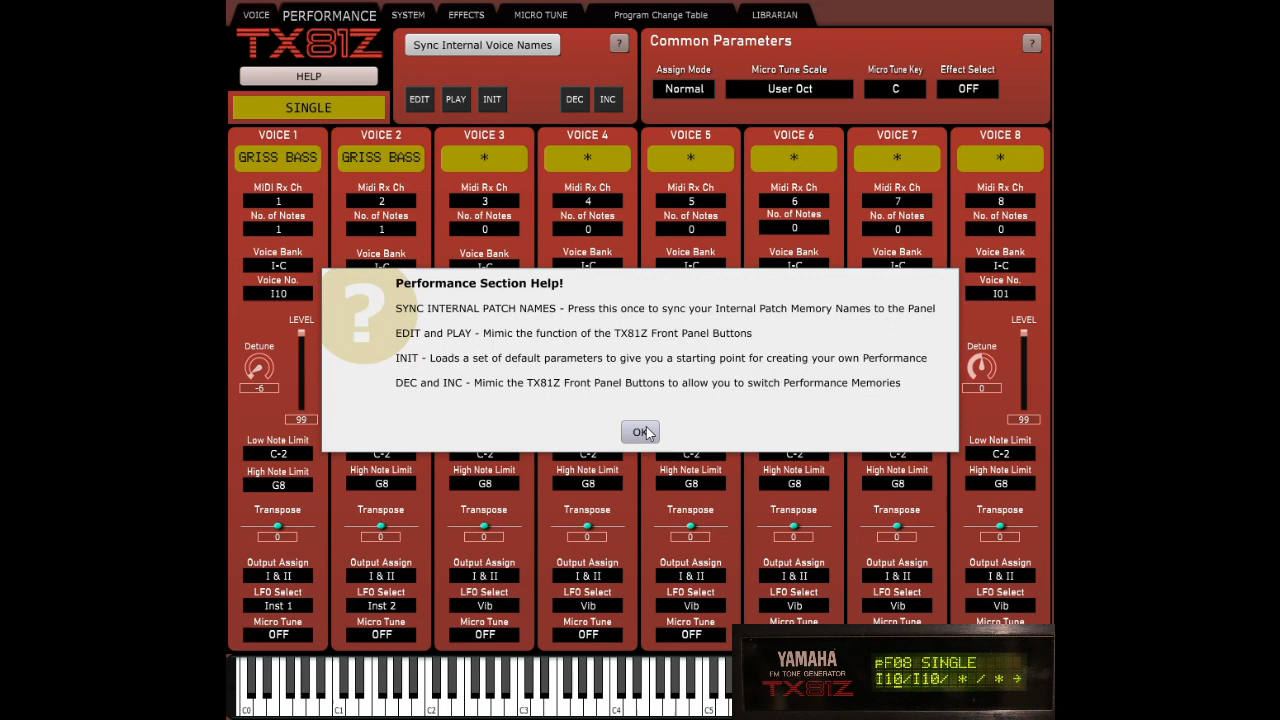 VOICE PERFORMANCE SYSTEM EFFECTS MICRO TUNE Program Change Table LIBRARIAN
TX81Z
HELP
SINGLE
Sync Internal Voice Names ?
EDIT PLAY INIT DEC INC
Common Parameters ?
Assign Mode Micro Tune Scale Micro Tune Key Effect Select
Normal User Oct C OFF
VOICE 1 VOICE 2 VOICE 3 VOICE 4 VOICE 5 VOICE 6 VOICE 7 VOICE 8
GRISS BASS GRISS BASS * * * * * *
MIDI Rx Ch Midi Rx Ch Midi Rx Ch Midi Rx Ch Midi Rx Ch Midi Rx Ch Midi Rx Ch Midi Rx Ch
1 2 3 4 5 6 7 8
No. of Notes No. of Notes No. of Notes No. of Notes No. of Notes No. of Notes No. of Notes No. of Notes
1 1 0 0 0 0 0 0
Voice Bank Voice Bank Voice Bank Voice Bank Voice Bank Voice Bank Voice Bank Voice Bank
I-C I-C I-C I-C I-C I-C I-C I-C
Voice No. Voice No.
I10 I01
LEVEL LEVEL
Detune Detune
-6 0
99 99
?
Performance Section Help!
SYNC INTERNAL PATCH NAMES - Press this once to sync your Internal Patch Memory Names to the Panel
EDIT and PLAY - Mimic the function of the TX81Z Front Panel Buttons
INIT - Loads a set of default parameters to give you a starting point for creating your own Performance
DEC and INC - Mimic the TX81Z Front Panel Buttons to allow you to switch Performance Memories
OK
Low Note Limit Low Note Limit
C-2 C-2 C-2 C-2 C-2 C-2 C-2 C-2
High Note Limit High Note Limit High Note Limit High Note Limit High Note Limit High Note Limit High Note Limit High Note Limit
G8 G8 G8 G8 G8 G8 G8 G8
Transpose Transpose Transpose Transpose Transpose Transpose Transpose Transpose
0 0 0 0 0 0 0 0
Output Assign Output Assign Output Assign Output Assign Output Assign Output Assign Output Assign Output Assign
I & II I & II I & II I & II I & II I & II I & II I & II
LFO Select LFO Select LFO Select LFO Select LFO Select LFO Select LFO Select LFO Select
Inst 1 Inst 2 Vib Vib Vib Vib Vib Vib
Micro Tune Micro Tune Micro Tune Micro Tune Micro Tune Micro Tune Micro Tune Micro Tune
OFF OFF OFF OFF OFF
C0 C1 C2 C3 C4 C5
YAMAHA
FM TONE GENERATOR
TX81Z
pF08 SINGLE
I10/I10/ * / * →